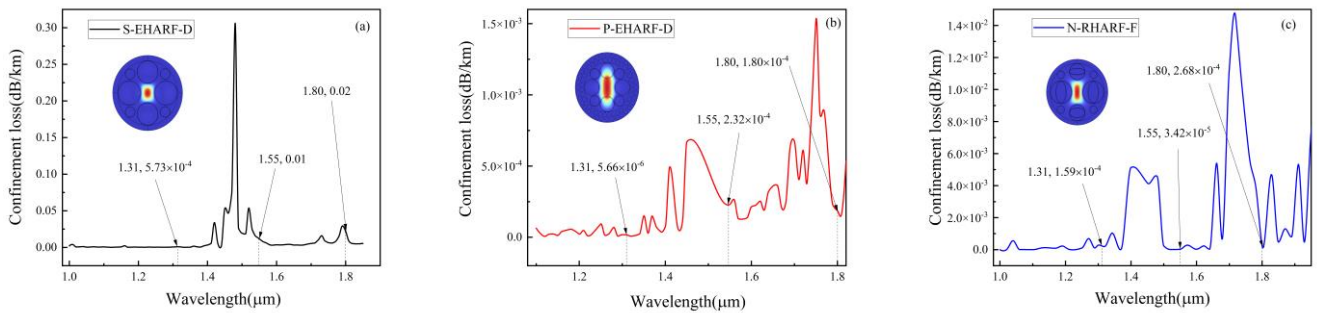 S-EHARF-D
(a)
0.30
0.25
0.20
0.15
0.10
0.05
0.00
Confinement loss(dB/km)
1.80, 0.02
1.31, 5.73×10⁻⁴
1.55, 0.01
1.0 1.2 1.4 1.6 1.8
Wavelength(μm)
P-EHARF-D
(b)
1.5×10⁻³
1.0×10⁻³
5.0×10⁻⁴
0.0
Confinement loss(dB/km)
1.80, 1.80×10⁻⁴
1.55, 2.32×10⁻⁴
1.31, 5.66×10⁻⁶
1.2 1.4 1.6 1.8
Wavelength(μm)
N-RHARF-F
(c)
1.4×10⁻²
1.2×10⁻²
1.0×10⁻²
8.0×10⁻³
6.0×10⁻³
4.0×10⁻³
2.0×10⁻³
0.0
Confinement loss(dB/km)
1.80, 2.68×10⁻⁴
1.55, 3.42×10⁻⁵
1.31, 1.59×10⁻⁴
1.0 1.2 1.4 1.6 1.8
Wavelength(μm)